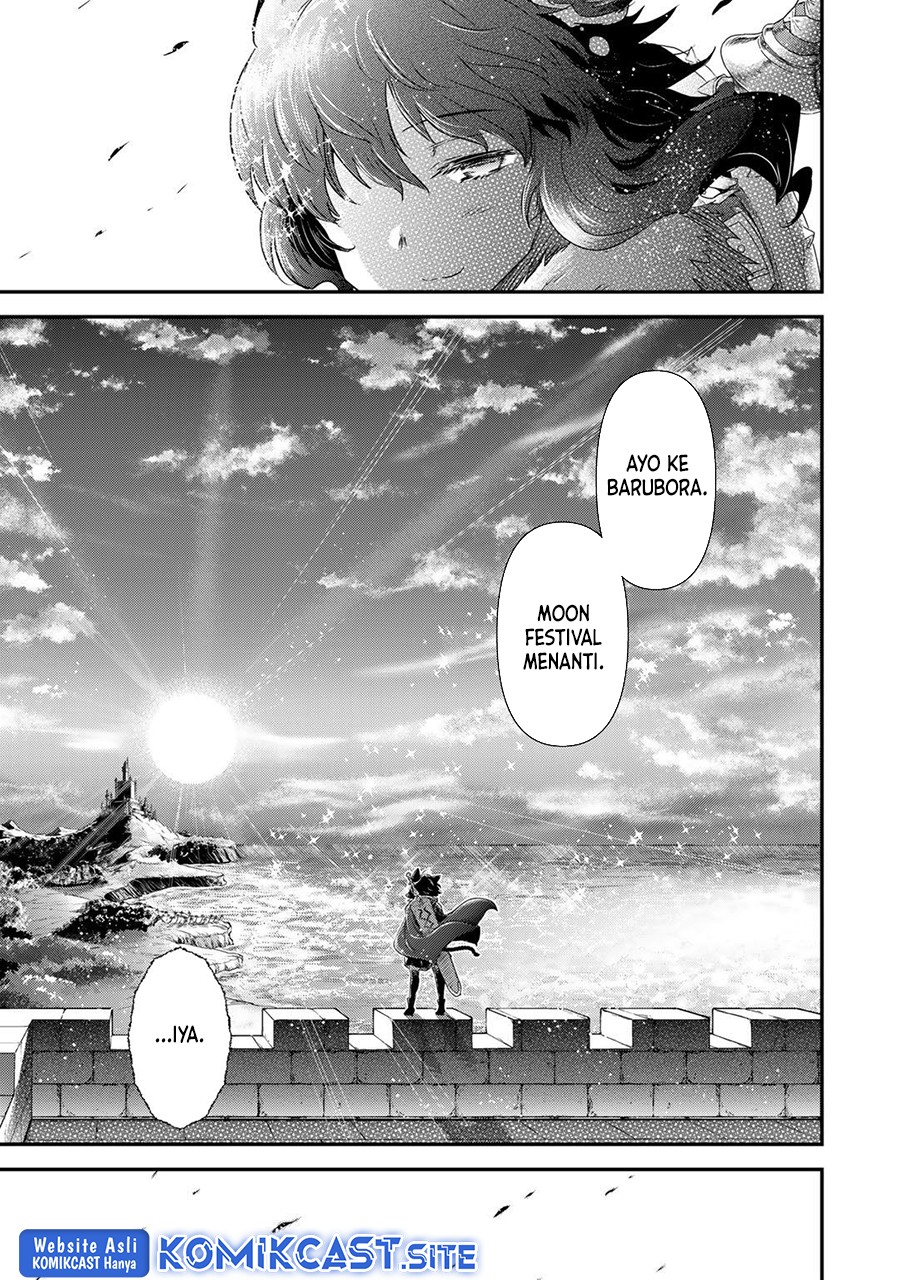 AYO KE
BARUBORA.
MOON
FESTIVAL
MENANTI.
...IYA.
Website Asli
KOMIKCAST Hanya
KOMIKCAST.SITE